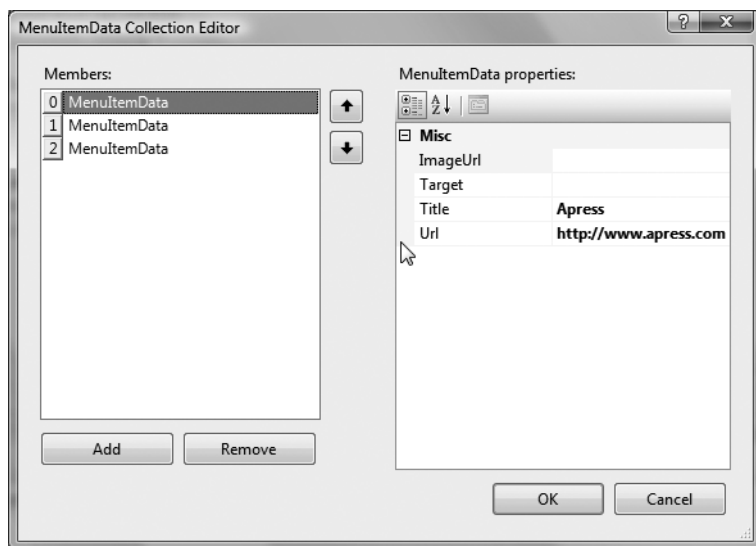 MenuItemData Collection Editor
?
X
Members:
0 MenuItemData
1 MenuItemData
2 MenuItemData
Add
Remove
MenuItemData properties:
A
Z
Misc
ImageUrl
Target
Title Apress
Url http://www.apress.com
OK
Cancel